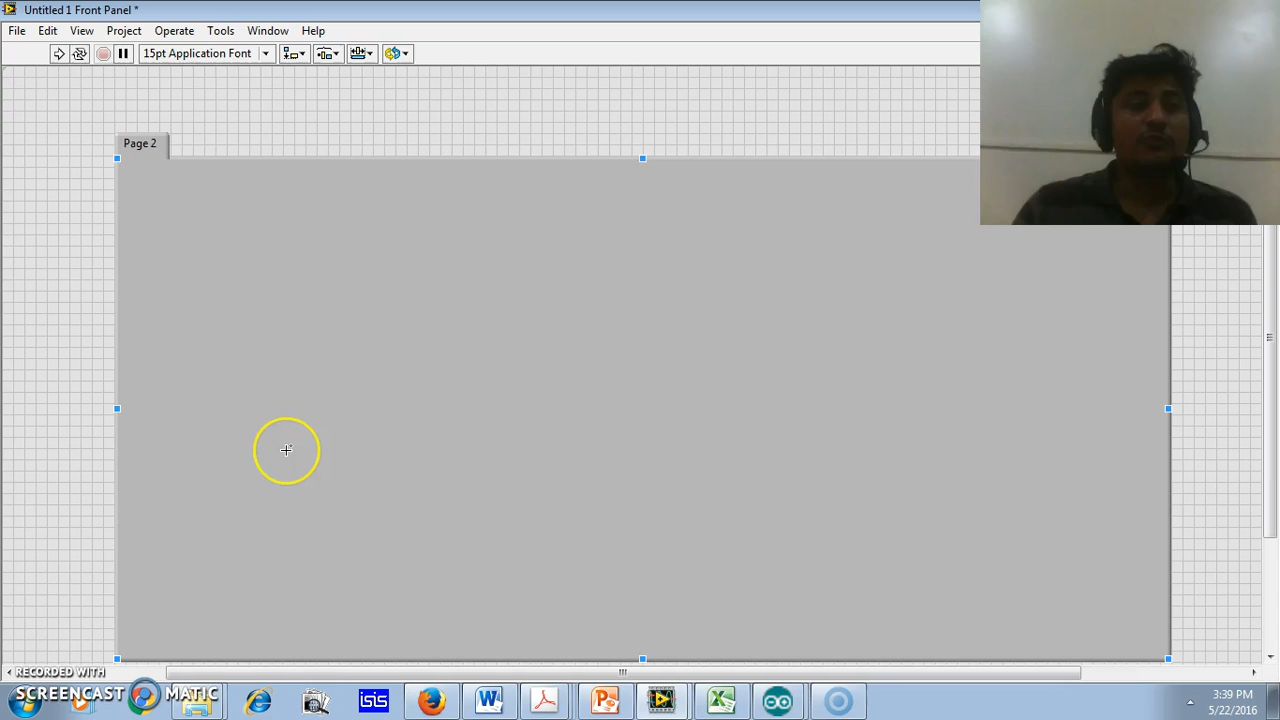 Untitled 1 Front Panel *
File Edit View Project Operate Tools Window Help
15pt Application Font
Page 2
RECORDED WITH
SCREENCAST MATIC
isis
3:39 PM
5/22/2016